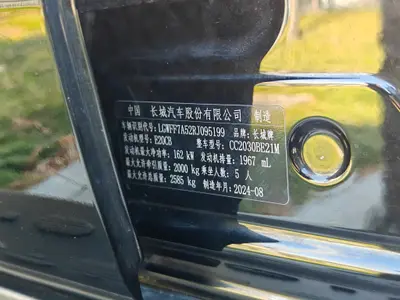 中国 长城汽车股份有限公司 制造
车辆识别代号: LGWFF7A52RJ095199 品牌: 长城牌
发动机型号: E20CB 整车型号: CC2030BE21M
发动机最大净功率: 162 kW 发动机排量: 1967 mL
最大允许牵引质量: 2000 kg 乘坐人数: 5 人
最大允许总质量: 2585 kg 制造年月: 2024-08